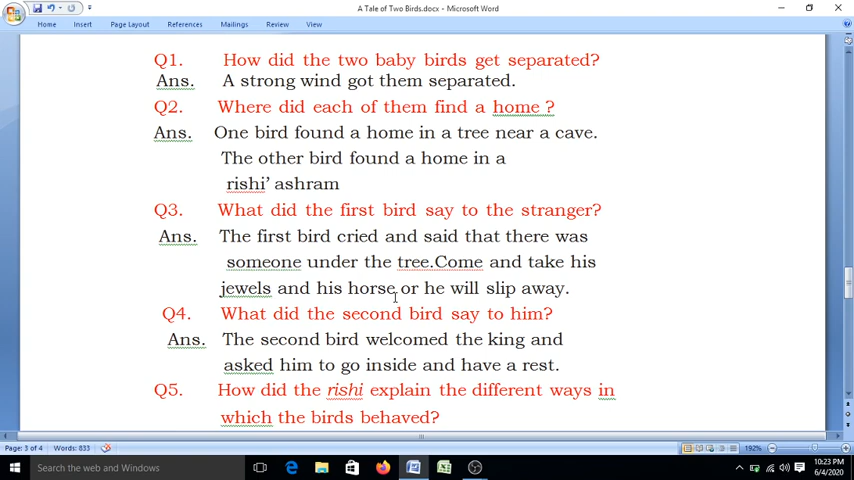 A Tale of Two Birds.docx - Microsoft Word
Home Insert Page Layout References Mailings Review View
Q1. How did the two baby birds get separated?
Ans. A strong wind got them separated.
Q2. Where did each of them find a home ?
Ans. One bird found a home in a tree near a cave.
The other bird found a home in a
rishi' ashram
Q3. What did the first bird say to the stranger?
Ans. The first bird cried and said that there was
someone under the tree.Come and take his
jewels and his horse or he will slip away.
Q4. What did the second bird say to him?
Ans. The second bird welcomed the king and
asked him to go inside and have a rest.
Q5. How did the rishi explain the different ways in
which the birds behaved?
Page: 3 of 4 Words: 833 192%
Search the web and Windows
10:23 PM
6/4/2020